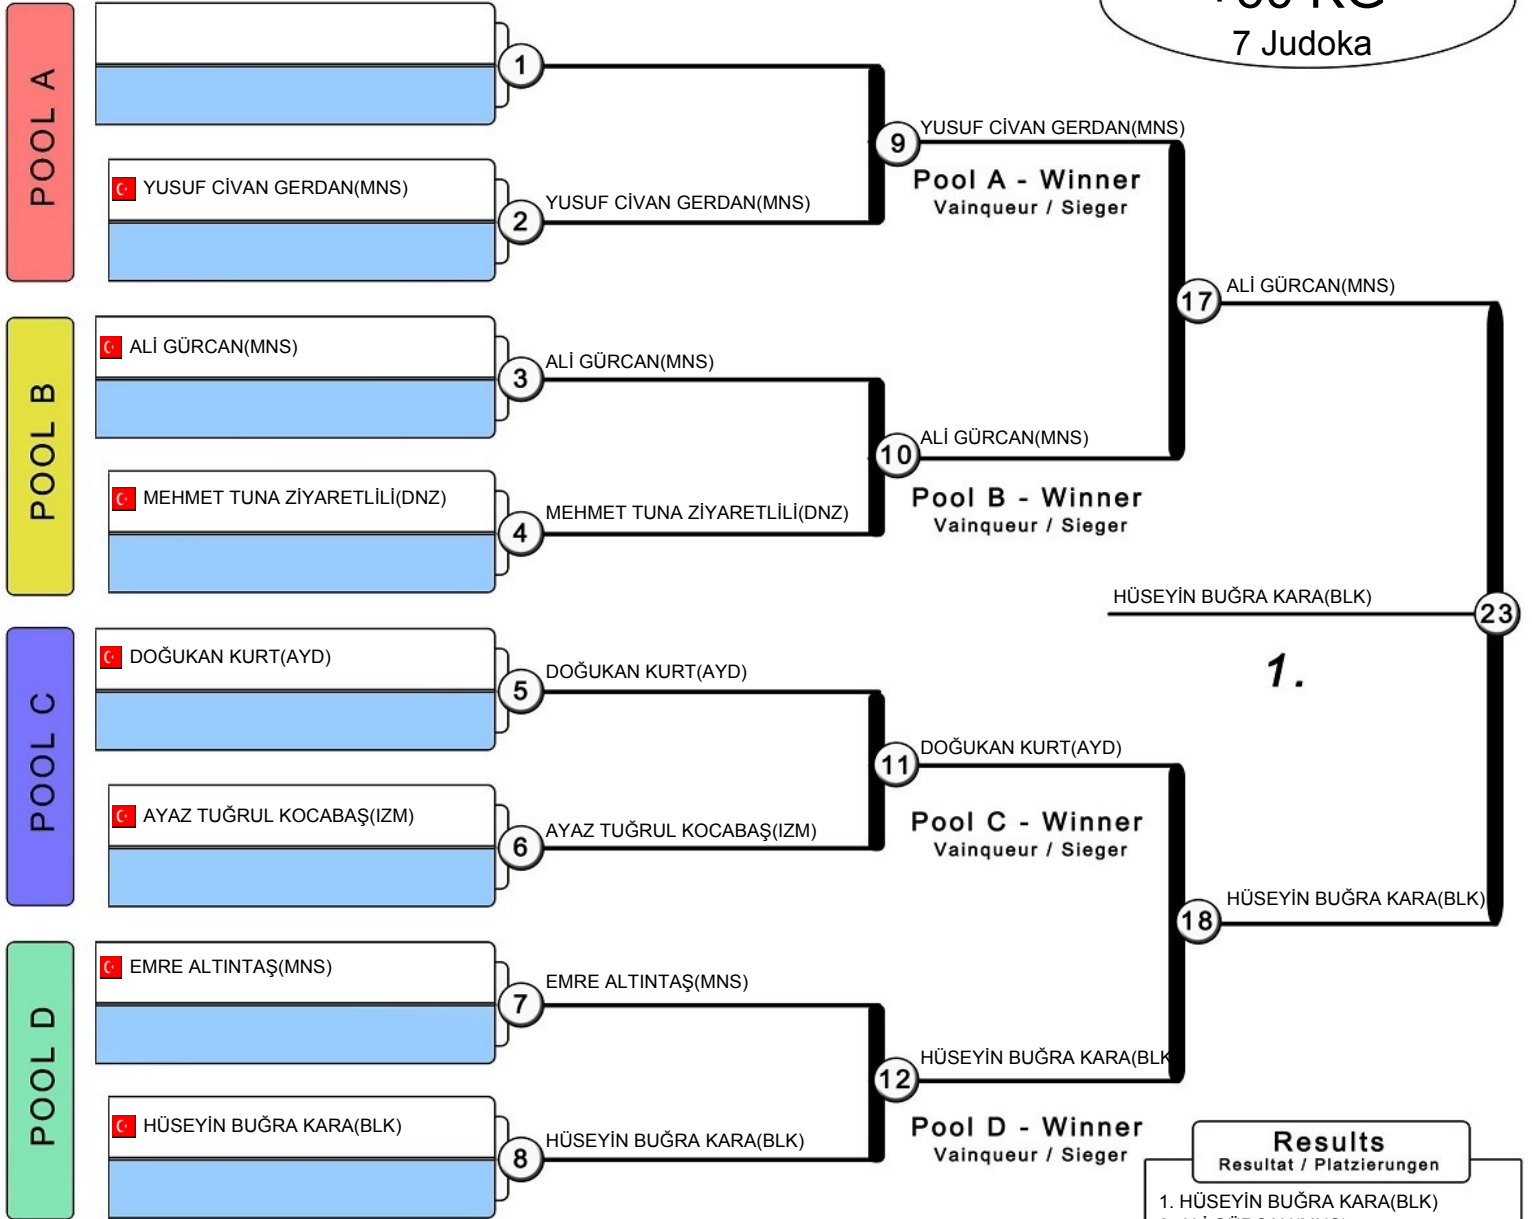 7 Judoka
POOL A
1
YUSUF CİVAN GERDAN(MNS)
2
YUSUF CİVAN GERDAN(MNS)
9
YUSUF CİVAN GERDAN(MNS)
Pool A - Winner
Vainqueur / Sieger
17
ALİ GÜRCAN(MNS)
POOL B
ALİ GÜRCAN(MNS)
3
ALİ GÜRCAN(MNS)
10
ALİ GÜRCAN(MNS)
MEHMET TUNA ZİYARETLİLİ(DNZ)
4
MEHMET TUNA ZİYARETLİLİ(DNZ)
Pool B - Winner
Vainqueur / Sieger
HÜSEYİN BUĞRA KARA(BLK)
23
1.
POOL C
DOĞUKAN KURT(AYD)
5
DOĞUKAN KURT(AYD)
11
DOĞUKAN KURT(AYD)
AYAZ TUĞRUL KOCABAŞ(IZM)
6
AYAZ TUĞRUL KOCABAŞ(IZM)
Pool C - Winner
Vainqueur / Sieger
18
HÜSEYİN BUĞRA KARA(BLK)
POOL D
EMRE ALTINTAŞ(MNS)
7
EMRE ALTINTAŞ(MNS)
12
HÜSEYİN BUĞRA KARA(BLK
HÜSEYİN BUĞRA KARA(BLK)
8
HÜSEYİN BUĞRA KARA(BLK)
Pool D - Winner
Vainqueur / Sieger
Results
Resultat / Platzierungen
1. HÜSEYİN BUĞRA KARA(BLK)